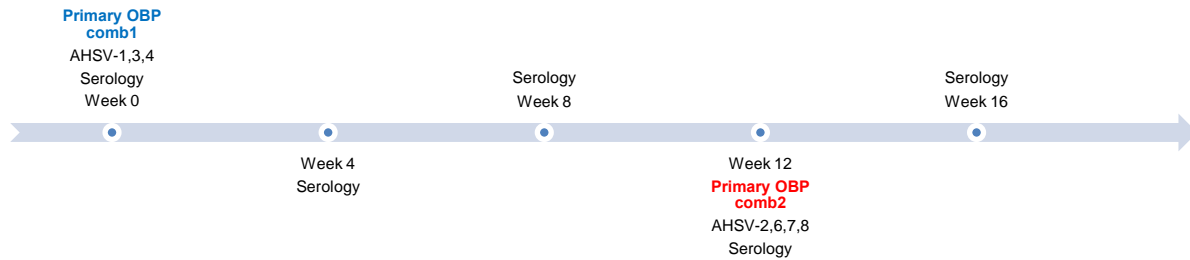 Primary OBP
comb1
AHSV-1,3,4
Serology
Week 0
Week 4
Serology
Serology
Week 8
Week 12
Primary OBP
comb2
AHSV-2,6,7,8
Serology
Serology
Week 16